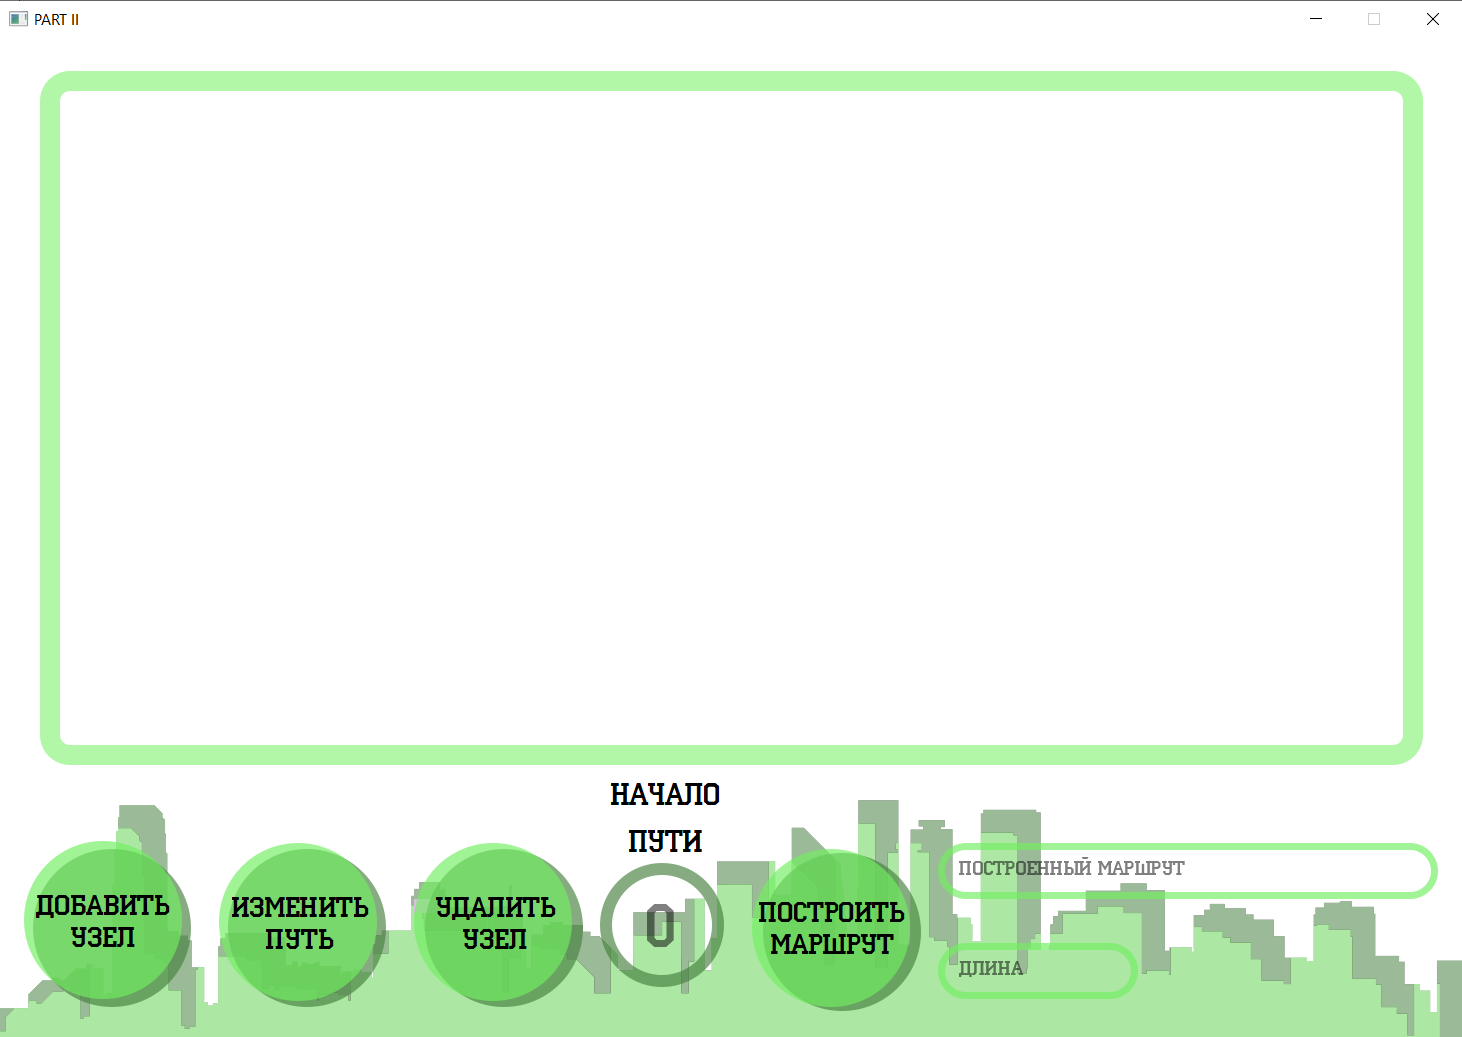 PART II
НАЧАЛО
ПУТИ
ДОБАВИТЬ
УЗЕЛ
ИЗМЕНИТЬ
ПУТЬ
УДАЛИТЬ
УЗЕЛ
0
ПОСТРОИТЬ
МАРШРУТ
ПОСТРОЕННЫЙ МАРШРУТ
ДЛИНА